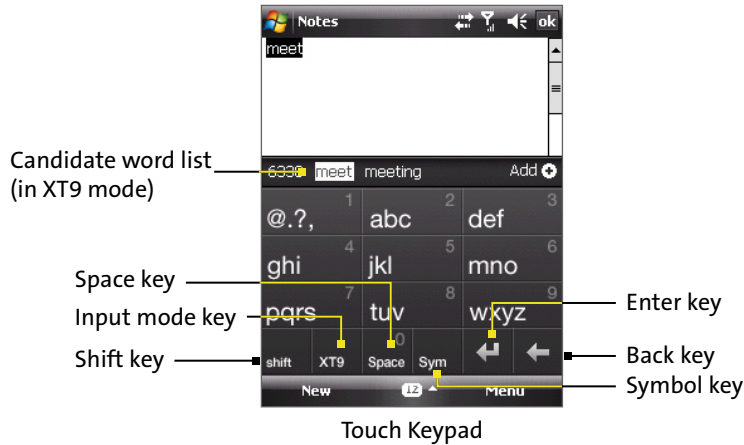 Notes
ok
meet
Candidate word list
(in XT9 mode)
6338 meet meeting Add
1 2 3
@.?, abc def
4 5 6
ghi jkl mno
7 8 9
pqrs tuv wxyz
0
shift XT9 Space Sym
New 12 Menu
Space key
Input mode key
Shift key
Enter key
Back key
Symbol key
Touch Keypad